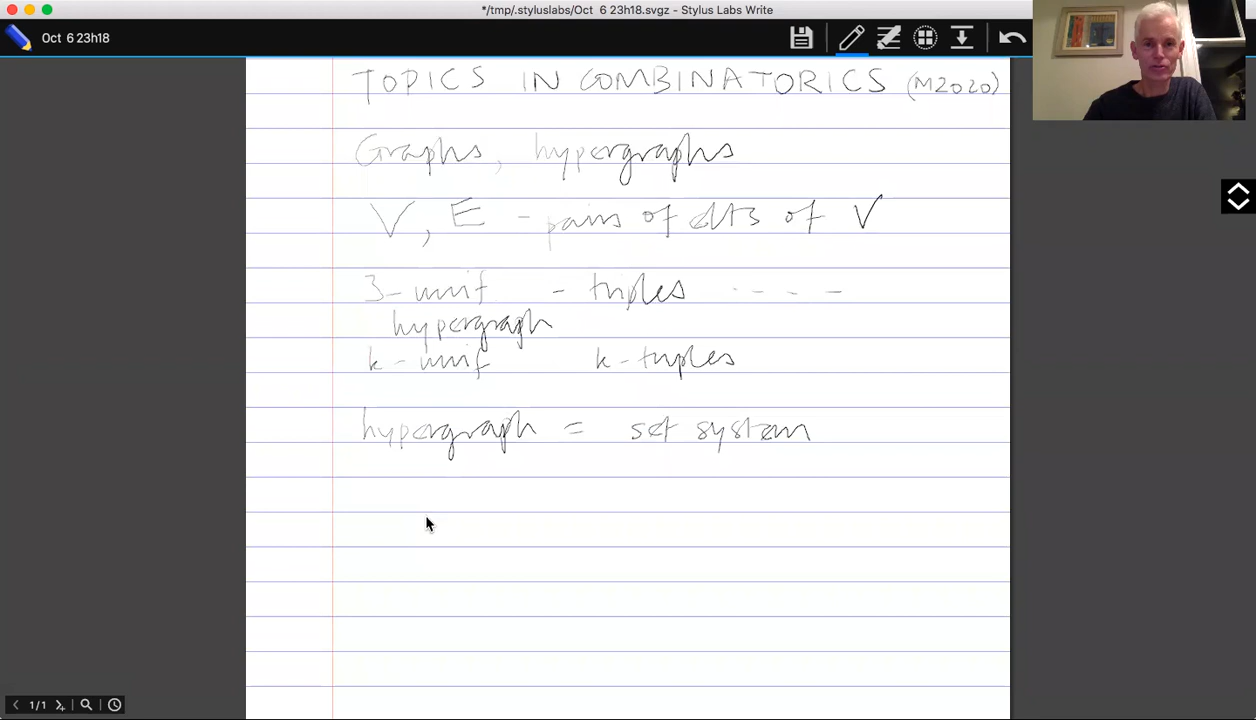 */tmp/.styluslabs/Oct 6 23h18.svgz - Stylus Labs Write
Oct 6 23h18
TOPICS IN COMBINATORICS (M2020)
Graphs, hypergraphs
V, E - pairs of elts of V
3-unif - triples - - - -
hypergraph
k-unif k-tuples
hypergraph = set system
1/1